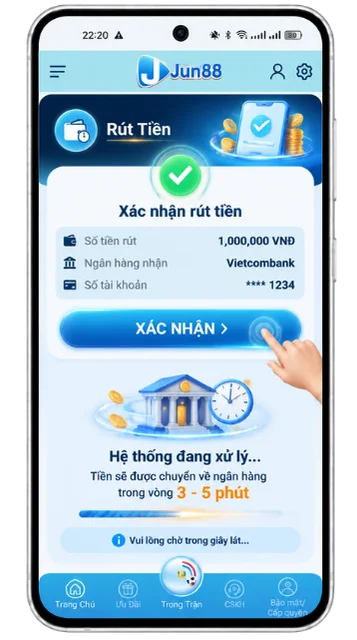 22:20
Jun88
Rút Tiền
Xác nhận rút tiền
Số tiền rút 1,000,000 VNĐ
Ngân hàng nhận Vietcombank
Số tài khoản **** 1234
XÁC NHẬN >
Hệ thống đang xử lý...
Tiền sẽ được chuyển về ngân hàng
trong vòng 3 - 5 phút
Vui lòng chờ trong giây lát...
Trang Chủ Ưu Đãi Trong Trận CSKH Bảo mật/
Cấp quyền